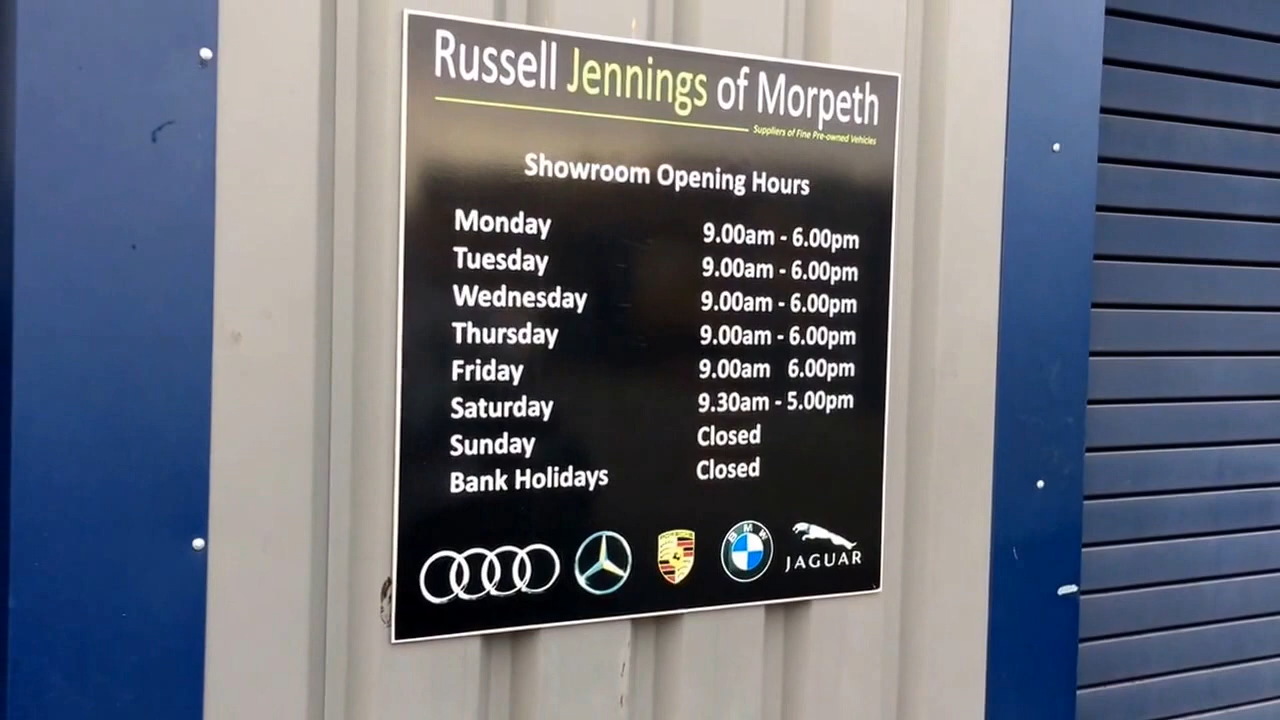 Russell Jennings of Morpeth
Suppliers of Fine Pre-owned Vehicles
Showroom Opening Hours
Monday 9.00am - 6.00pm
Tuesday 9.00am - 6.00pm
Wednesday 9.00am - 6.00pm
Thursday 9.00am - 6.00pm
Friday 9.00am 6.00pm
Saturday 9.30am - 5.00pm
Sunday Closed
Bank Holidays Closed
PORSCHE BMW JAGUAR